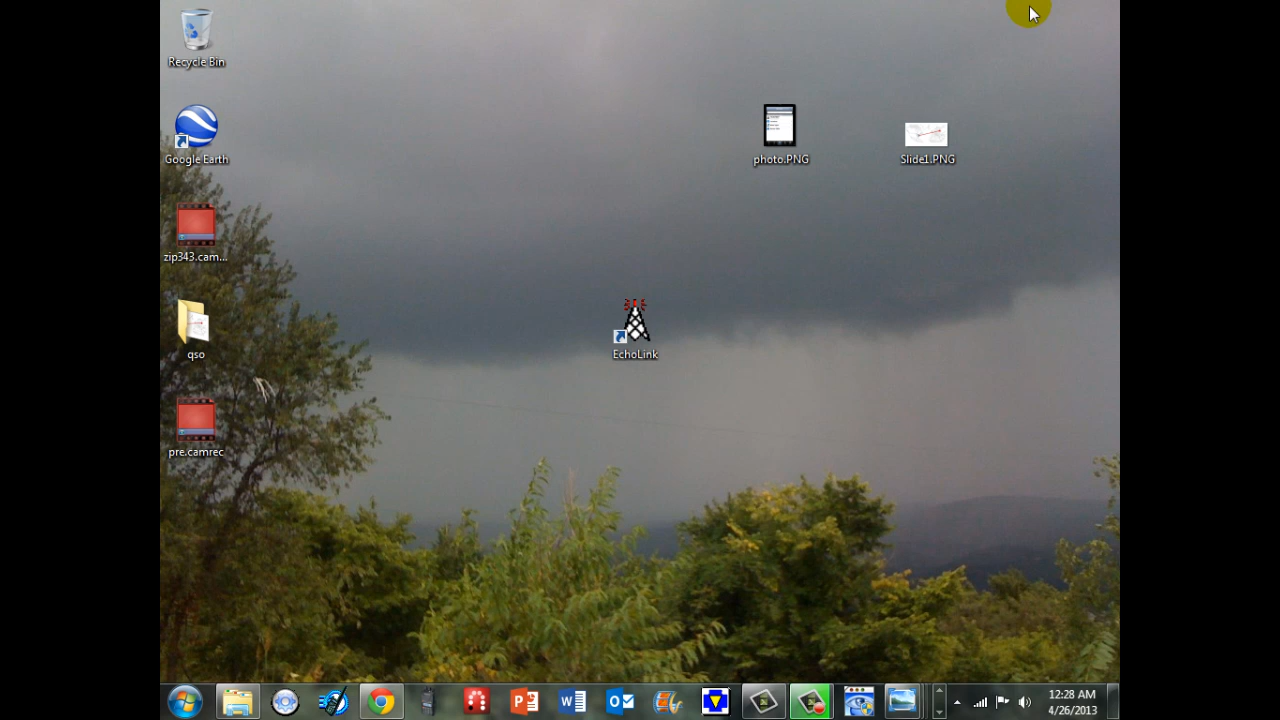 Recycle Bin
Google Earth
photo.PNG
Slide1.PNG
zip343.cam...
EchoLink
qso
pre.camrec
12:28 AM
4/26/2013